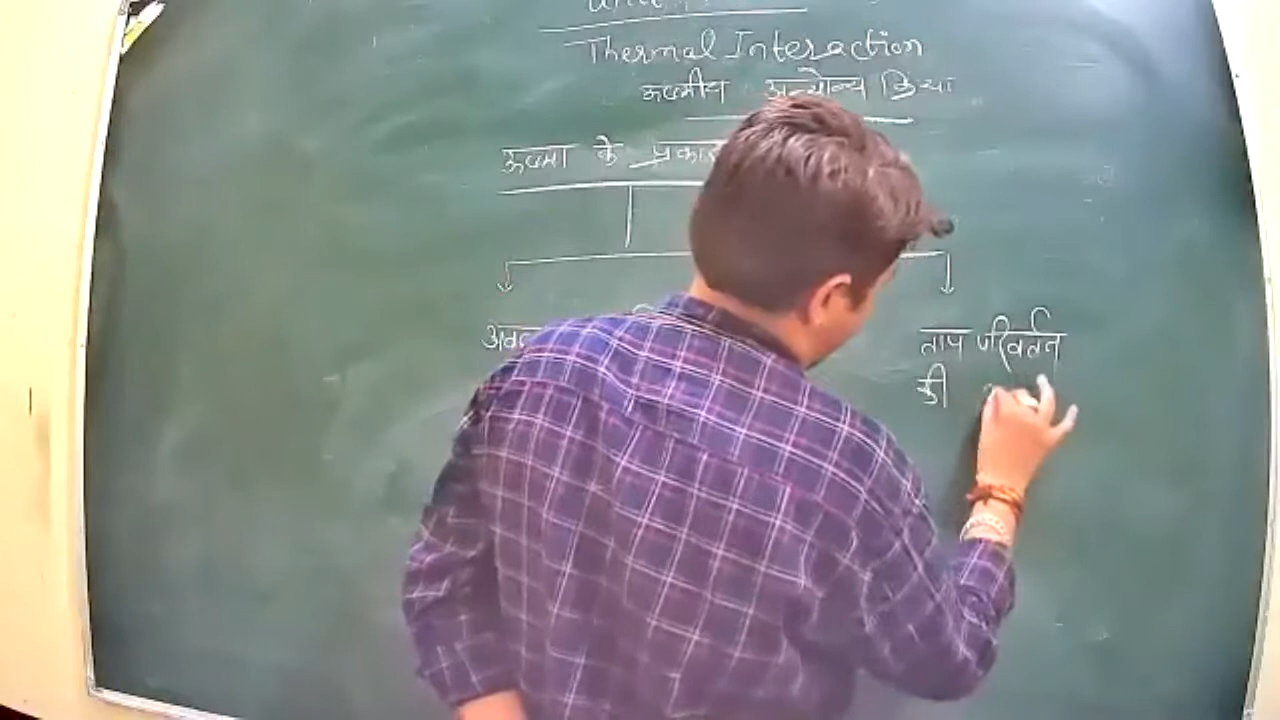 Thermal Interaction
ऊष्मीय अन्योन्य क्रिया
ऊष्मा के प्रकार
ताप परिवर्तन
की